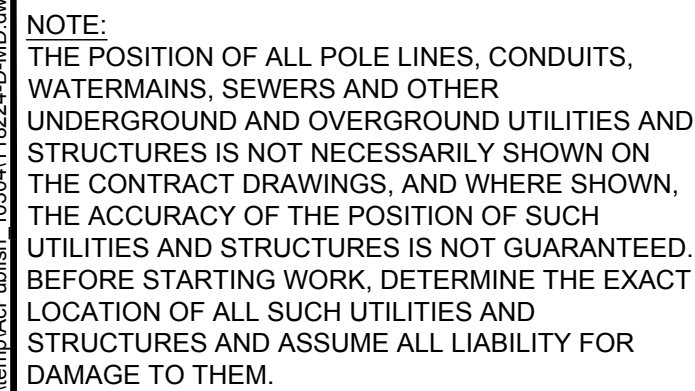 NOTE:
THE POSITION OF ALL POLE LINES, CONDUITS,
WATERMAINS, SEWERS AND OTHER
UNDERGROUND AND OVERGROUND UTILITIES AND
STRUCTURES IS NOT NECESSARILY SHOWN ON
THE CONTRACT DRAWINGS, AND WHERE SHOWN,
THE ACCURACY OF THE POSITION OF SUCH
UTILITIES AND STRUCTURES IS NOT GUARANTEED.
BEFORE STARTING WORK, DETERMINE THE EXACT
LOCATION OF ALL SUCH UTILITIES AND
STRUCTURES AND ASSUME ALL LIABILITY FOR
DAMAGE TO THEM.